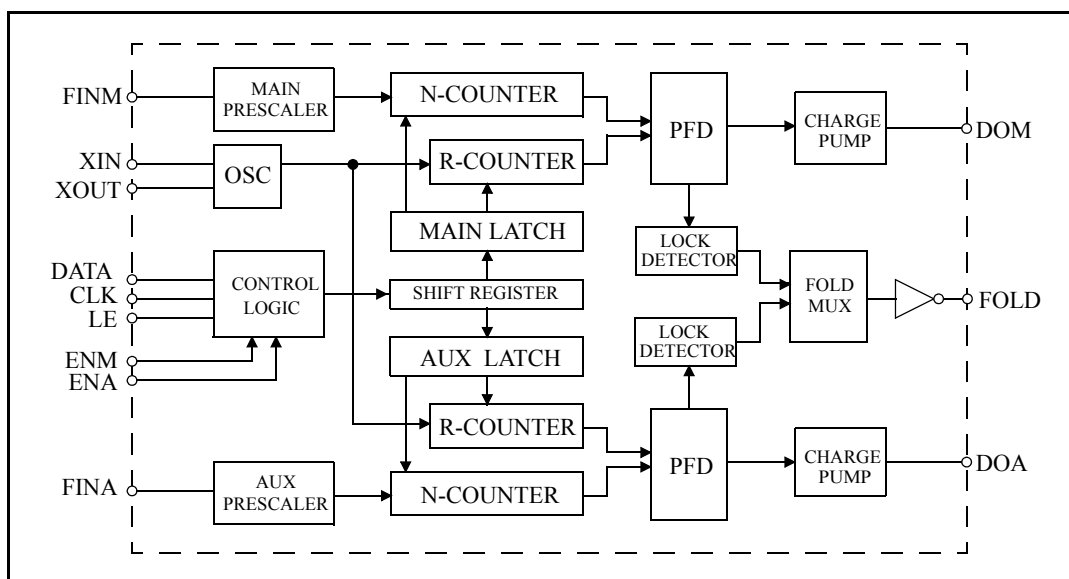 FINM
MAIN
PRESCALER
N-COUNTER
PFD
CHARGE
PUMP
DOM
XIN
XOUT
OSC
R-COUNTER
MAIN LATCH
LOCK
DETECTOR
DATA
CLK
LE
CONTROL
LOGIC
SHIFT REGISTER
FOLD
MUX
FOLD
ENM
ENA
AUX LATCH
LOCK
DETECTOR
R-COUNTER
FINA
AUX
PRESCALER
N-COUNTER
PFD
CHARGE
PUMP
DOA